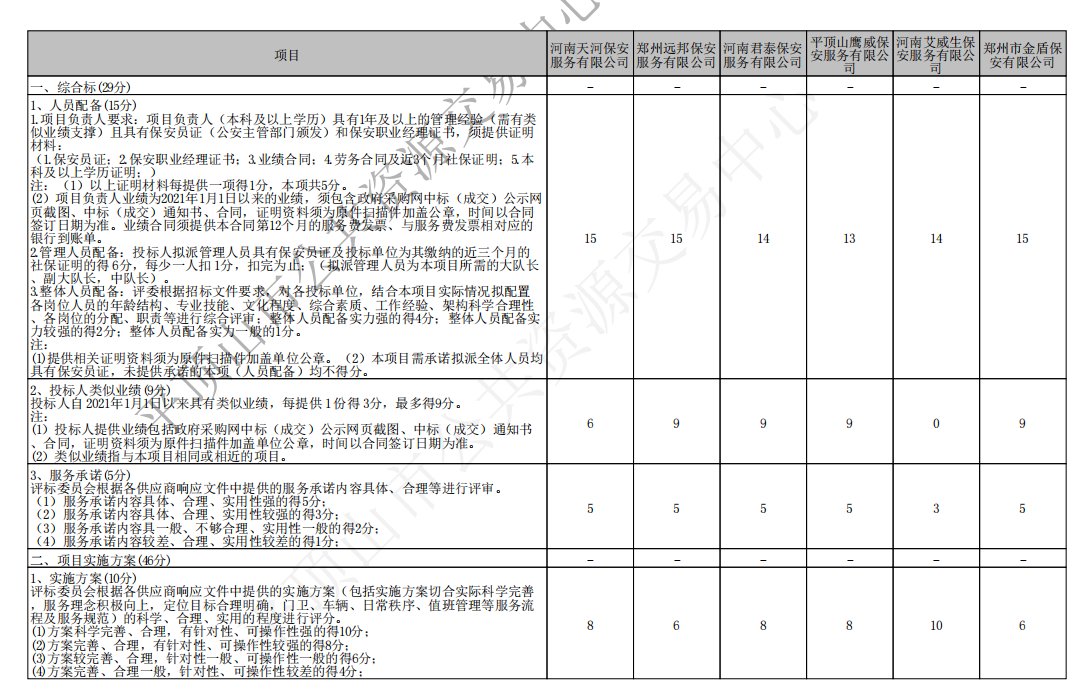 项目
河南天河保安服务有限公司
郑州远邦保安服务有限公司
河南君泰保安服务有限公司
平顶山鹰威保安服务有限公司
河南艾威生保安服务有限公司
郑州市金盾保安有限公司
一、综合标(29分) – – – – – –
1、人员配备(15分)
1.项目负责人要求：项目负责人（本科及以上学历）具有1年及以上的管理经验（需有类
似业绩支撑）且具有保安员证（公安主管部门颁发）和保安职业经理证书，须提供证明
材料：
（1.保安员证；2.保安职业经理证书；3.业绩合同；4.劳务合同及近3个月社保证明；5.本
科及以上学历证明；）
注：（1）以上证明材料每提供一项得1分，本项共5分。
(2）项目负责人业绩为2021年1月1日以来的业绩，须包含政府采购网中标（成交）公示网
页截图、中标（成交）通知书、合同，证明资料须为原件扫描件加盖公章，时间以合同
签订日期为准。业绩合同须提供本合同第12个月的服务费发票、与服务费发票相对应的
银行到账单。
2.管理人员配备：投标人拟派管理人员具有保安员证及投标单位为其缴纳的近三个月的
社保证明的得6分，每少一人扣1分，扣完为止；（拟派管理人员为本项目所需的大队长
、副大队长，中队长）。
3.整体人员配备：评委根据招标文件要求，对各投标单位，结合本项目实际情况拟配置
各岗位人员的年龄结构、专业技能、文化程度、综合素质、工作经验、架构科学合理性
、各岗位的分配、职责等进行综合评审；整体人员配备实力强的得4分；整体人员配备实
力较强的得2分；整体人员配备实力一般的1分。
注：
(1)提供相关证明资料须为原件扫描件加盖单位公章。（2）本项目需承诺拟派全体人员均
具有保安员证，未提供承诺的本项（人员配备）均不得分。
15 15 14 13 14 15
2、投标人类似业绩(9分)
投标人自2021年1月1日以来具有类似业绩，每提供1份得3分，最多得9分。
注：
(1）投标人提供业绩包括政府采购网中标（成交）公示网页截图、中标（成交）通知书
、合同，证明资料须为原件扫描件加盖单位公章，时间以合同签订日期为准。
(2）类似业绩指与本项目相同或相近的项目。
6 9 9 9 0 9
3、服务承诺(5分)
评标委员会根据各供应商响应文件中提供的服务承诺内容具体、合理等进行评审。
（1）服务承诺内容具体、合理、实用性强的得5分；
（2）服务承诺内容具体、合理、实用性较强的得3分；
（3）服务承诺内容具一般、不够合理、实用性一般的得2分；
（4）服务承诺内容较差、合理、实用性较差的得1分；
5 5 5 5 3 5
二、项目实施方案(46分) – – – – – –
1、实施方案(10分)
评标委员会根据各供应商响应文件中提供的实施方案（包括实施方案切合实际科学完善
，服务理念积极向上，定位目标合理明确，门卫、车辆、日常秩序、值班管理等服务流
程及服务规范）的科学、合理、实用的程度进行评分。
(1)方案科学完善、合理，有针对性、可操作性强的得10分；
(2)方案完善、合理，有针对性、可操作性较强的得8分；
(3)方案较完善、合理，针对性一般、可操作性一般的得6分；
(4)方案完善、合理一般，针对性、可操作性较差的得4分；
8 6 8 8 10 6
平顶山市公共资源交易中心
顶山市公共资源交易中心